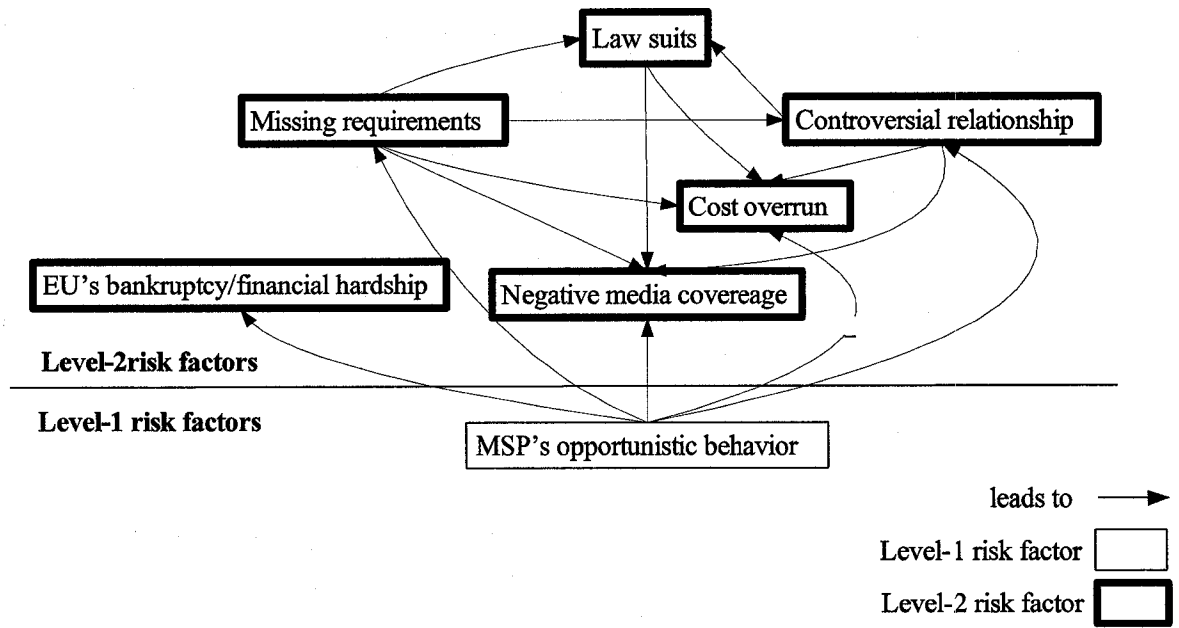 Law suits
Missing requirements
Controversial relationship
Cost overrun
EU's bankruptcy/financial hardship
Negative media covereage
Level-2risk factors
Level-1 risk factors
MSP's opportunistic behavior
leads to
Level-1 risk factor
Level-2 risk factor